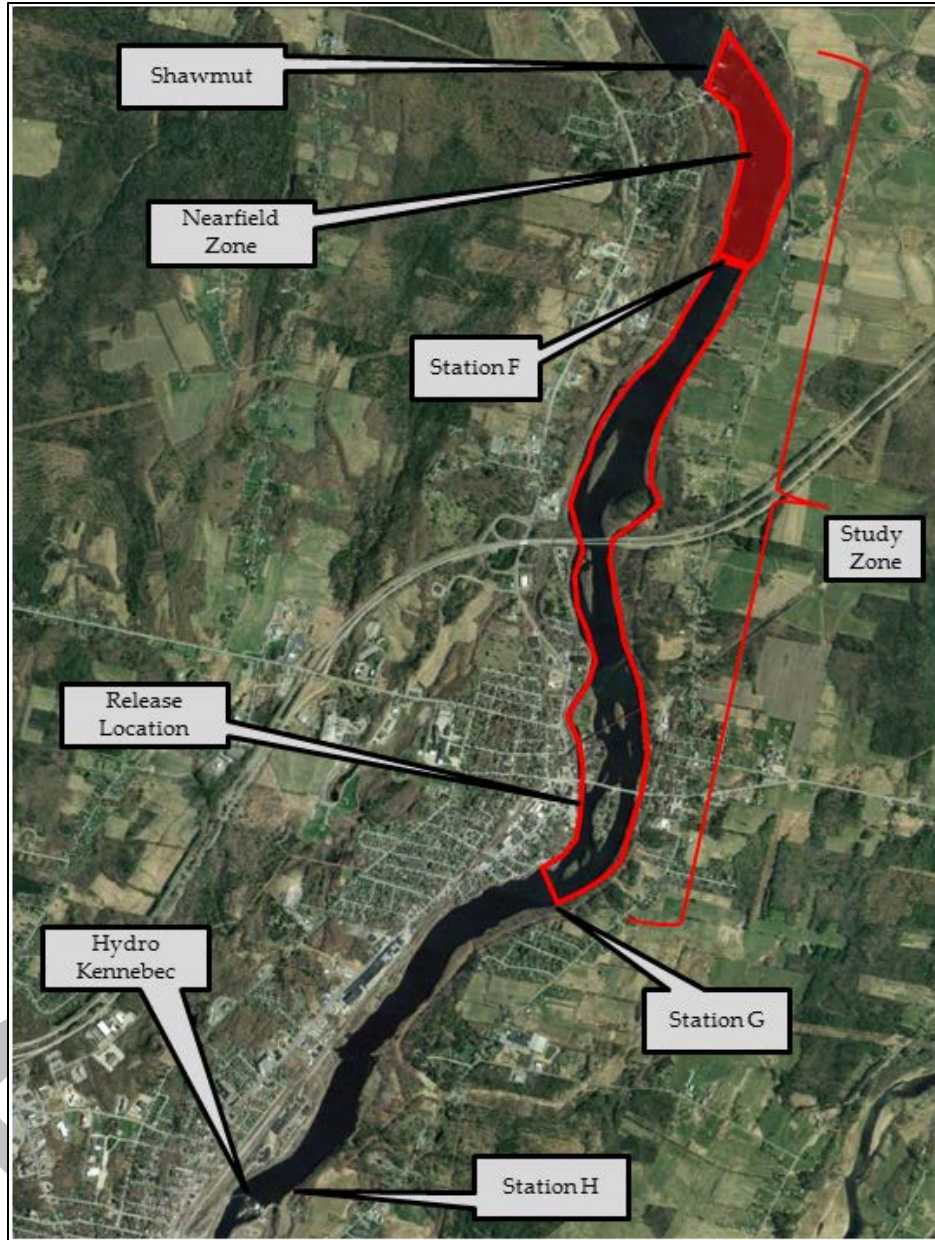 Shawmut
Nearfield
Zone
Station F
Study
Zone
Release
Location
Hydro
Kennebec
Station G
Station H